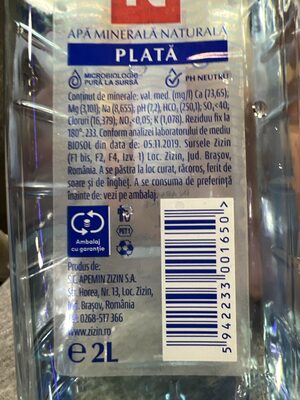 APĂ MINERALĂ NATURALĂ
PLATĂ
MICROBIOLOGIC
PURĂ LA SURSĂ
PH NEUTRU
Conținut de minerale: val. med. (mg/l) Ca (73,65);
Mg (3,101); Na (8,655); pH (7,2); HCO₃ (250,1); SO₄<40;
Cloruri (16,379); NO₃<0,05; K (1,078). Reziduu fix la
180°: 233. Conform analizei laboratorului de mediu
BIOSOL din data de: 05.11.2019. Sursele Zizin
(F1 bis, F2, F4, izv. 1) Loc. Zizin, jud. Brașov,
România. A se păstra la loc curat, răcoros, ferit de
soare și de îngheț. A se consuma de preferință
înainte de: vezi pe ambalaj.
Ambalaj
cu garanție
PET 1
Produs de:
S.C. APEMIN ZIZIN S.A.
Str. Horea, Nr. 13, Loc. Zizin,
Jud. Brașov, România
T: 0268-517 366
www.zizin.ro
e 2L
5 942233 001650 >